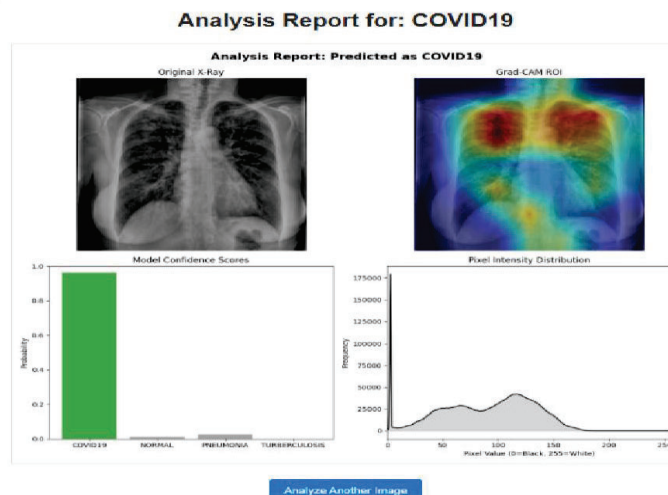 Analysis Report for: COVID19
Analysis Report: Predicted as COVID19
Original X-Ray
Grad-CAM ROI
Model Confidence Scores
1.0
0.8
0.6
0.4
0.2
0.0
Probability
COVID19 NORMAL PNEUMONIA TURBERCULOSIS
Pixel Intensity Distribution
175000
150000
125000
100000
75000
50000
25000
0
Frequency
0 50 100 150 200 250
Pixel Value (0=Black, 255=White)
Analyze Another Image